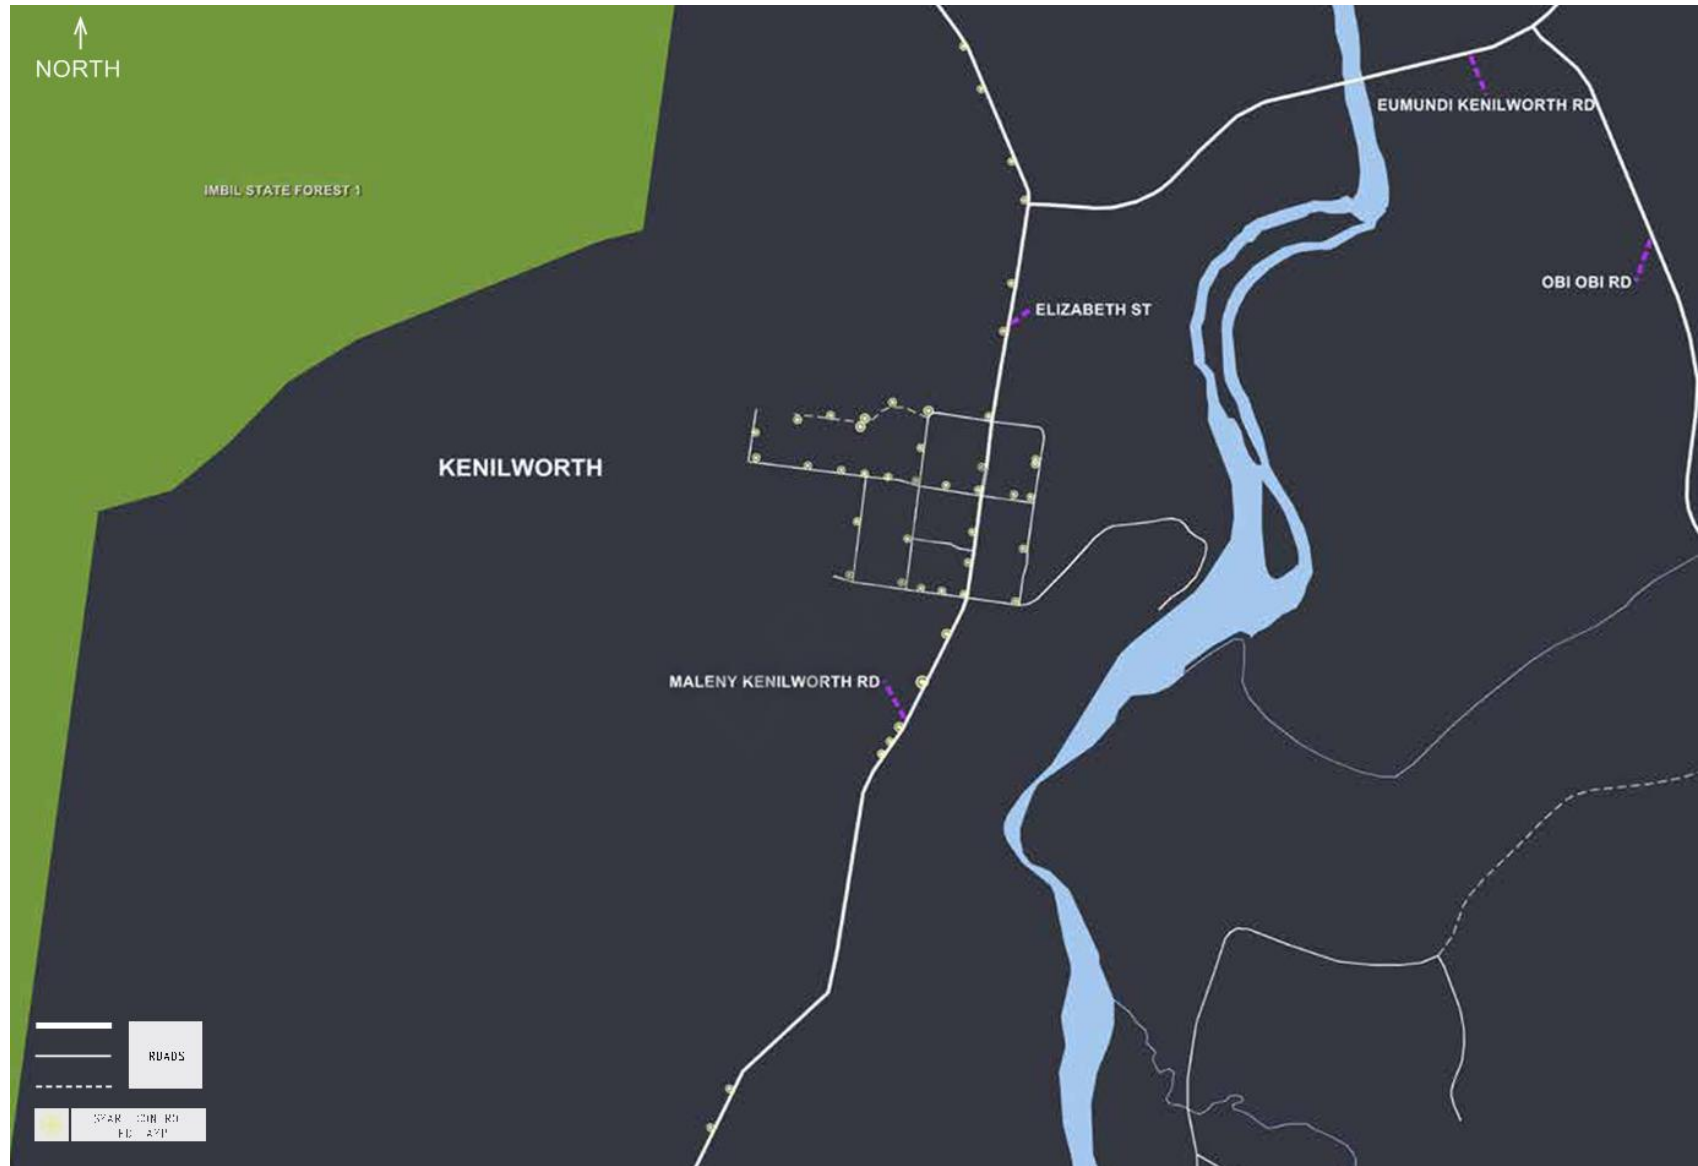 NORTH
EUMUNDI KENILWORTH RD
IMBIL STATE FOREST 1
OBI OBI RD
ELIZABETH ST
KENILWORTH
MALENY KENILWORTH RD
ROADS